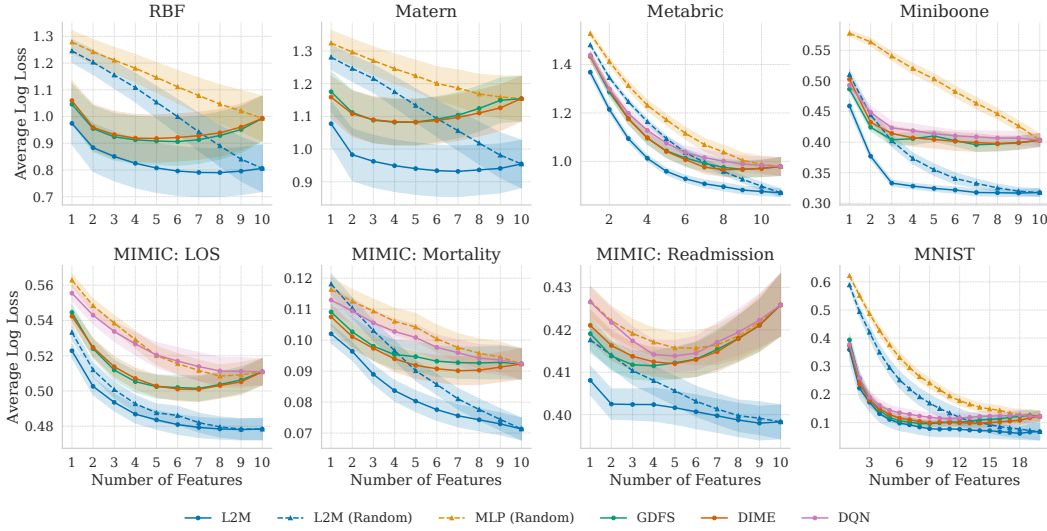 RBF
Matern
Metabric
Miniboone
Average Log Loss
1.3
1.2
1.1
1.0
0.9
0.8
0.7
1 2 3 4 5 6 7 8 9 10
1.3
1.2
1.1
1.0
0.9
1 2 3 4 5 6 7 8 9 10
1.4
1.2
1.0
2 4 6 8 10
0.55
0.50
0.45
0.40
0.35
0.30
1 2 3 4 5 6 7 8 9 10
MIMIC: LOS
MIMIC: Mortality
MIMIC: Readmission
MNIST
Average Log Loss
0.56
0.54
0.52
0.50
0.48
1 2 3 4 5 6 7 8 9 10
Number of Features
0.12
0.11
0.10
0.09
0.08
0.07
1 2 3 4 5 6 7 8 9 10
Number of Features
0.43
0.42
0.41
0.40
1 2 3 4 5 6 7 8 9 10
Number of Features
0.6
0.5
0.4
0.3
0.2
0.1
3 6 9 12 15 18
Number of Features
L2M L2M (Random) MLP (Random) GDFS DIME DQN